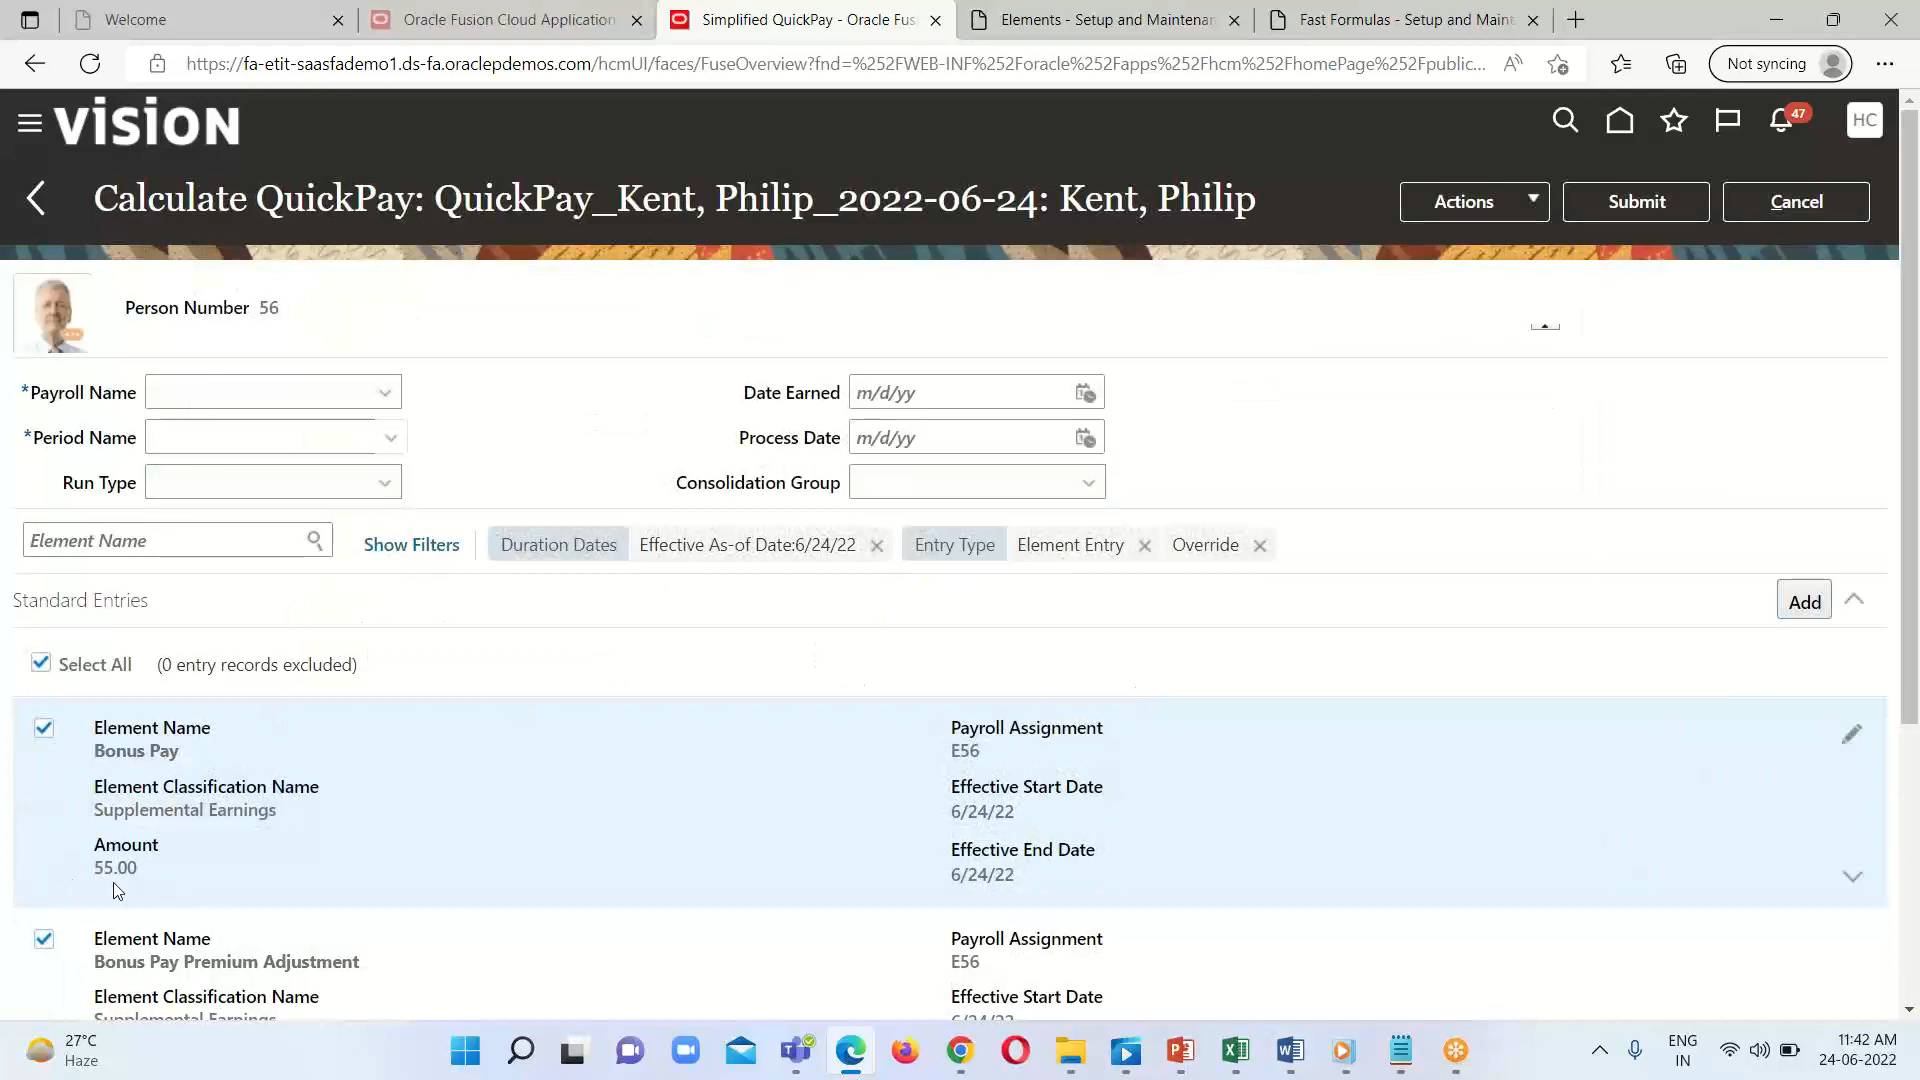 Welcome
Oracle Fusion Cloud Application
Simplified QuickPay - Oracle Fus
Elements - Setup and Maintenan
Fast Formulas - Setup and Maint
https://fa-etit-saasfademo1.ds-fa.oraclepdemos.com/hcmUI/faces/FuseOverview?fnd=%252FWEB-INF%252Foracle%252Fapps%252Fhcm%252FhomePage%252Fpublic...
Not syncing
VISION
47
HC
Calculate QuickPay: QuickPay_Kent, Philip_2022-06-24: Kent, Philip
Actions
Submit
Cancel
Person Number 56
*Payroll Name
Date Earned m/d/yy
*Period Name
Process Date m/d/yy
Run Type
Consolidation Group
Element Name
Show Filters
Duration Dates Effective As-of Date:6/24/22
Entry Type Element Entry Override
Standard Entries
Add
Select All (0 entry records excluded)
Element Name
Bonus Pay
Payroll Assignment
E56
Element Classification Name
Supplemental Earnings
Effective Start Date
6/24/22
Amount
55.00
Effective End Date
6/24/22
Element Name
Bonus Pay Premium Adjustment
Payroll Assignment
E56
Element Classification Name
Supplemental Earnings
Effective Start Date
6/24/22
27°C
Haze
ENG
IN
11:42 AM
24-06-2022